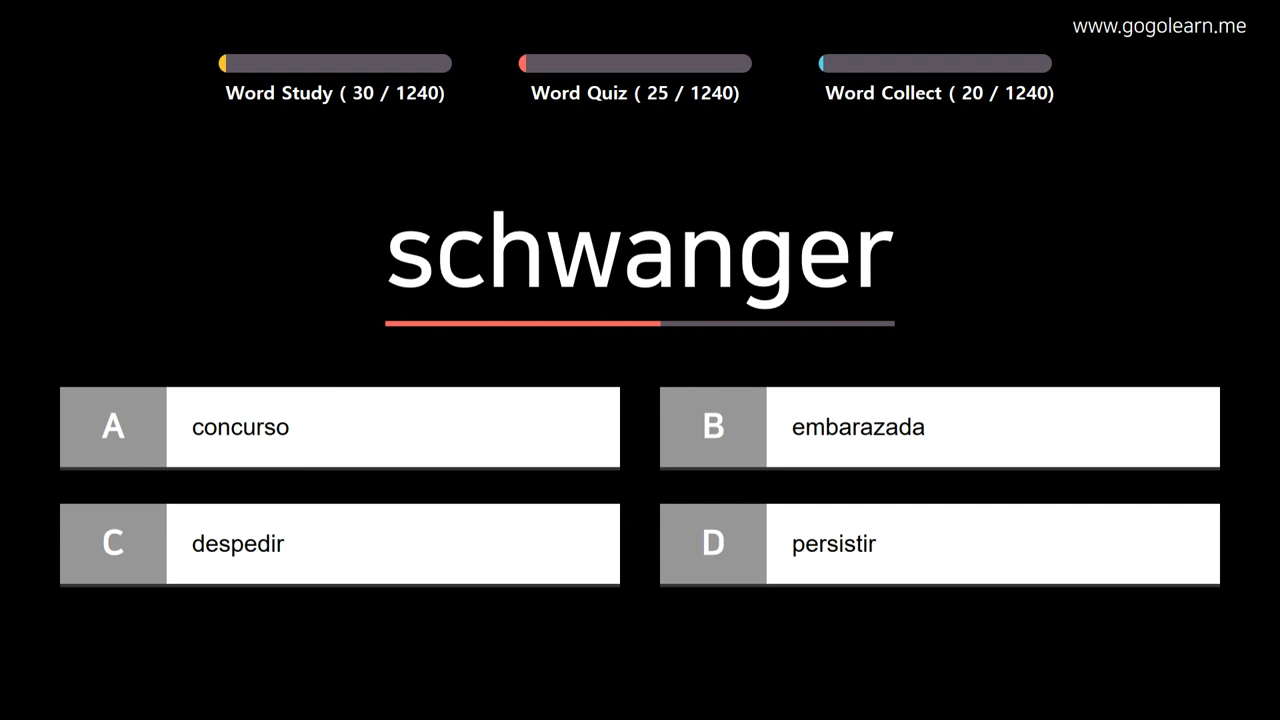 www.gogolearn.me
Word Study ( 30 / 1240)
Word Quiz ( 25 / 1240)
Word Collect ( 20 / 1240)
schwanger
A concurso
B embarazada
C despedir
D persistir